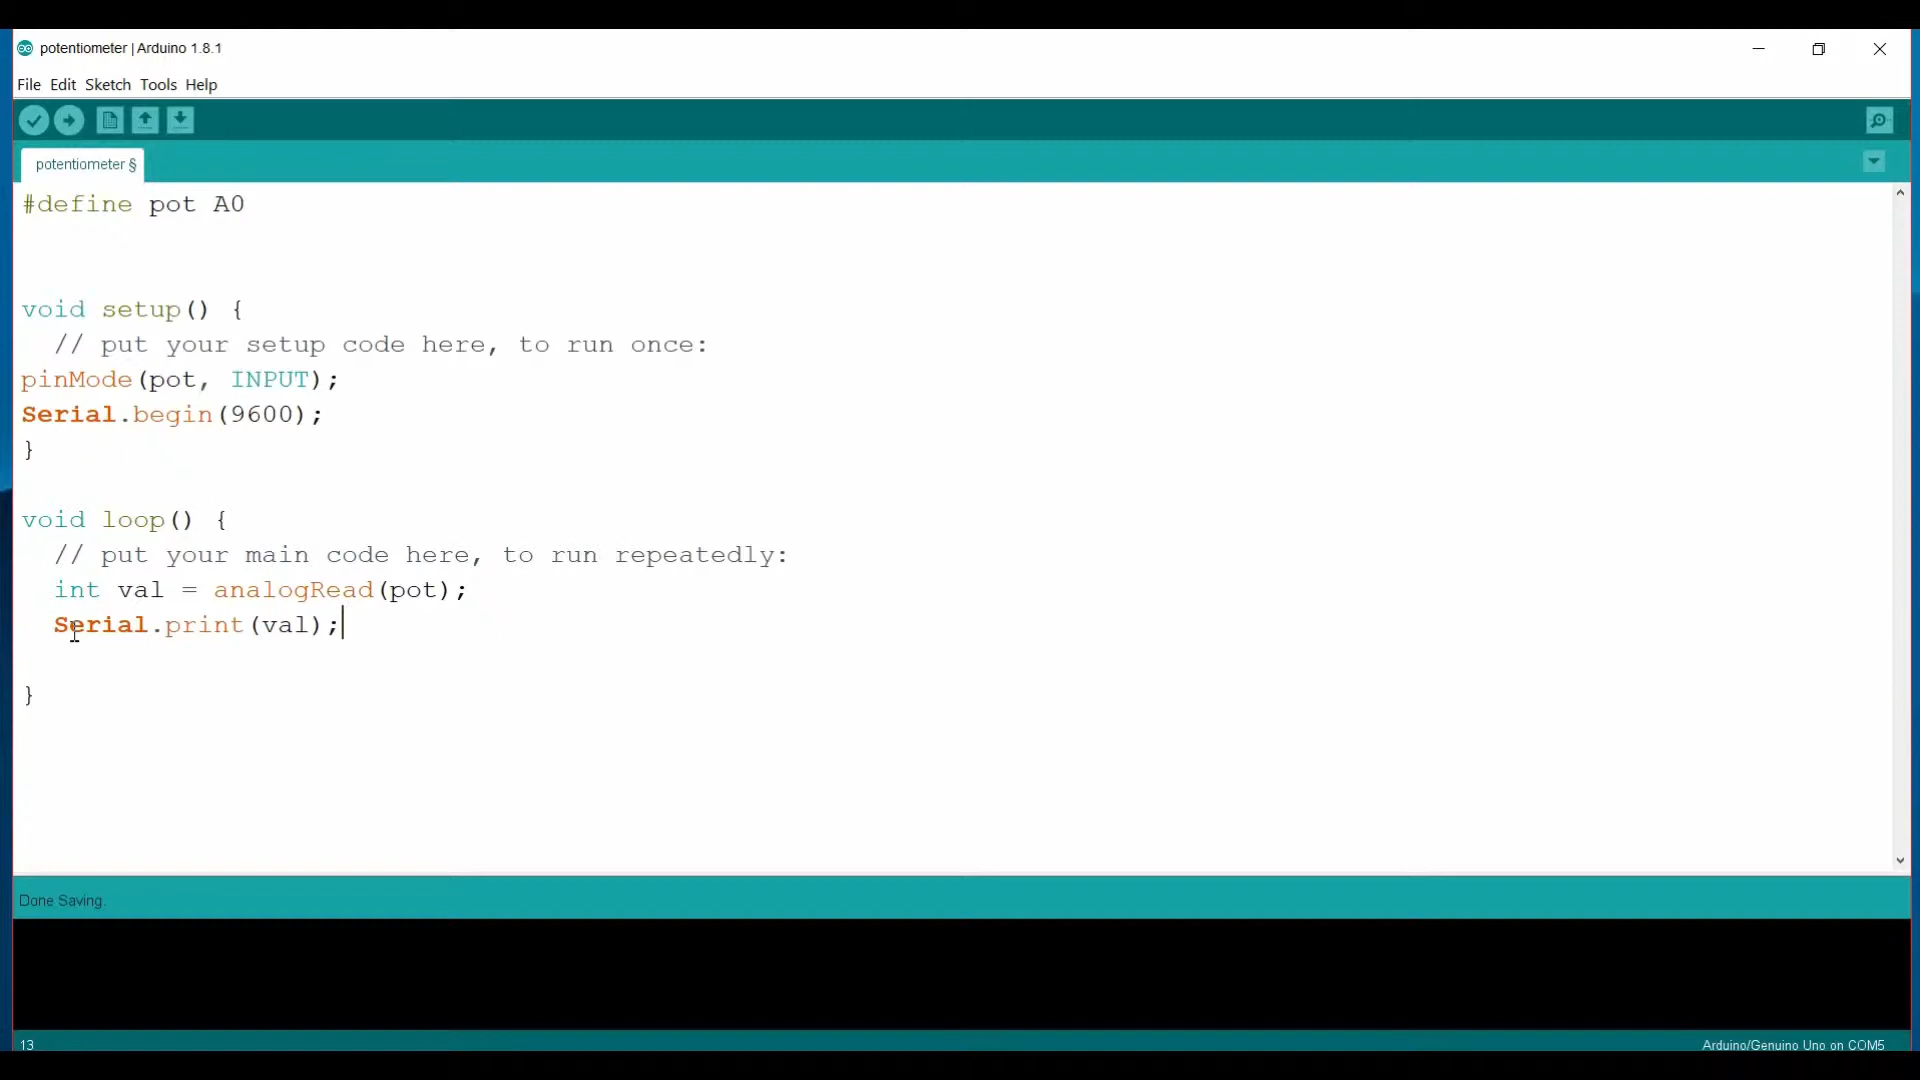 potentiometer | Arduino 1.8.1
File Edit Sketch Tools Help
potentiometer §
#define pot A0
void setup() {
  // put your setup code here, to run once:
pinMode(pot, INPUT);
Serial.begin(9600);
}
void loop() {
  // put your main code here, to run repeatedly:
  int val = analogRead(pot);
  Serial.print(val);
}
Done Saving.
13
Arduino/Genuino Uno on COM5